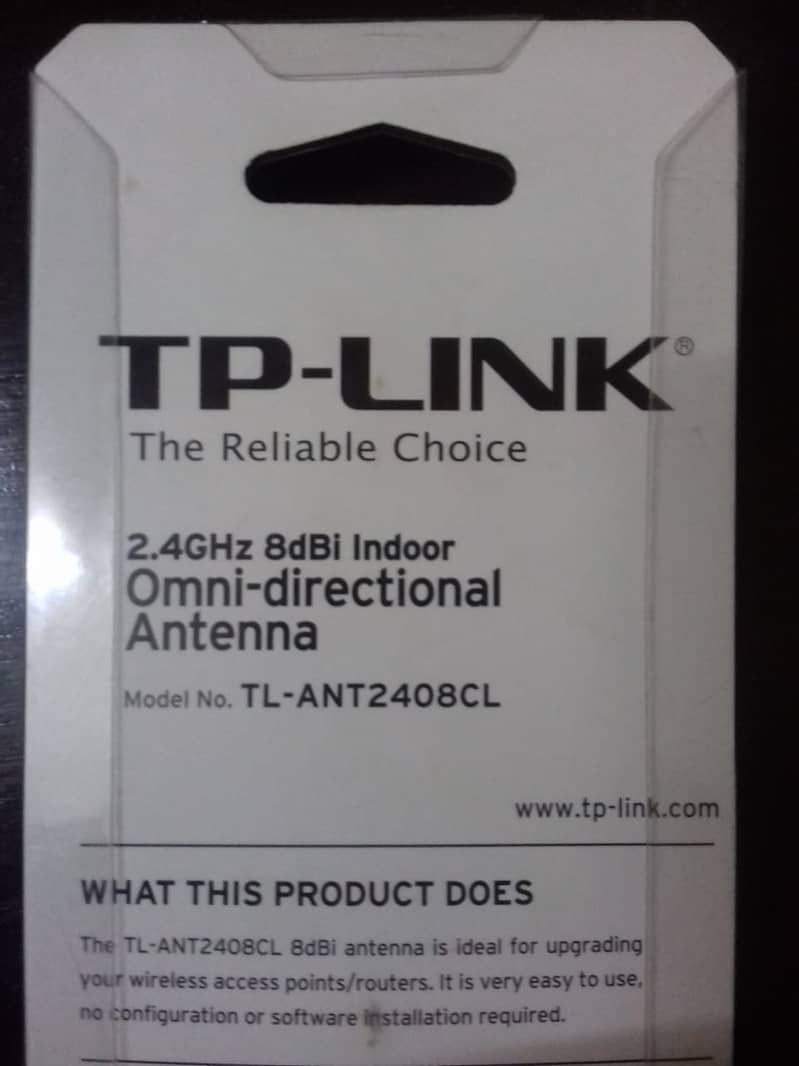 TP-LINK®
The Reliable Choice
2.4GHz 8dBi Indoor
Omni-directional
Antenna
Model No. TL-ANT2408CL
www.tp-link.com
WHAT THIS PRODUCT DOES
The TL-ANT2408CL 8dBi antenna is ideal for upgrading
your wireless access points/routers. It is very easy to use,
no configuration or software installation required.